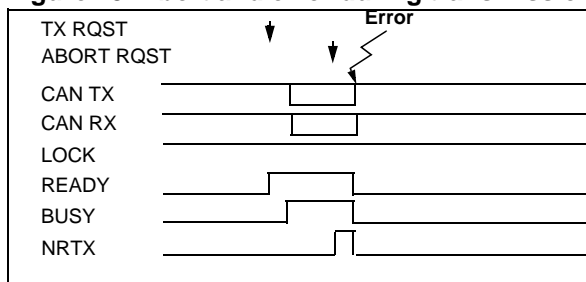 TX RQST
Error
ABORT RQST
CAN TX
CAN RX
LOCK
READY
BUSY
NRTX